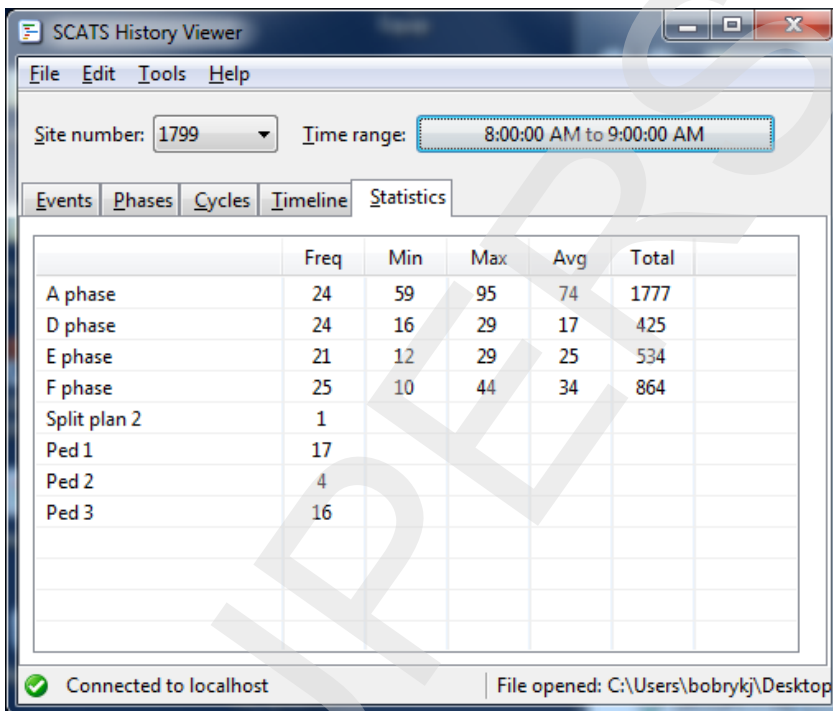 SCATS History Viewer
File Edit Tools Help
Site number: 1799 Time range: 8:00:00 AM to 9:00:00 AM
Events Phases Cycles Timeline Statistics
Freq Min Max Avg Total
A phase 24 59 95 74 1777
D phase 24 16 29 17 425
E phase 21 12 29 25 534
F phase 25 10 44 34 864
Split plan 2 1
Ped 1 17
Ped 2 4
Ped 3 16
Connected to localhost File opened: C:\Users\bobrykj\Desktop
UPERS